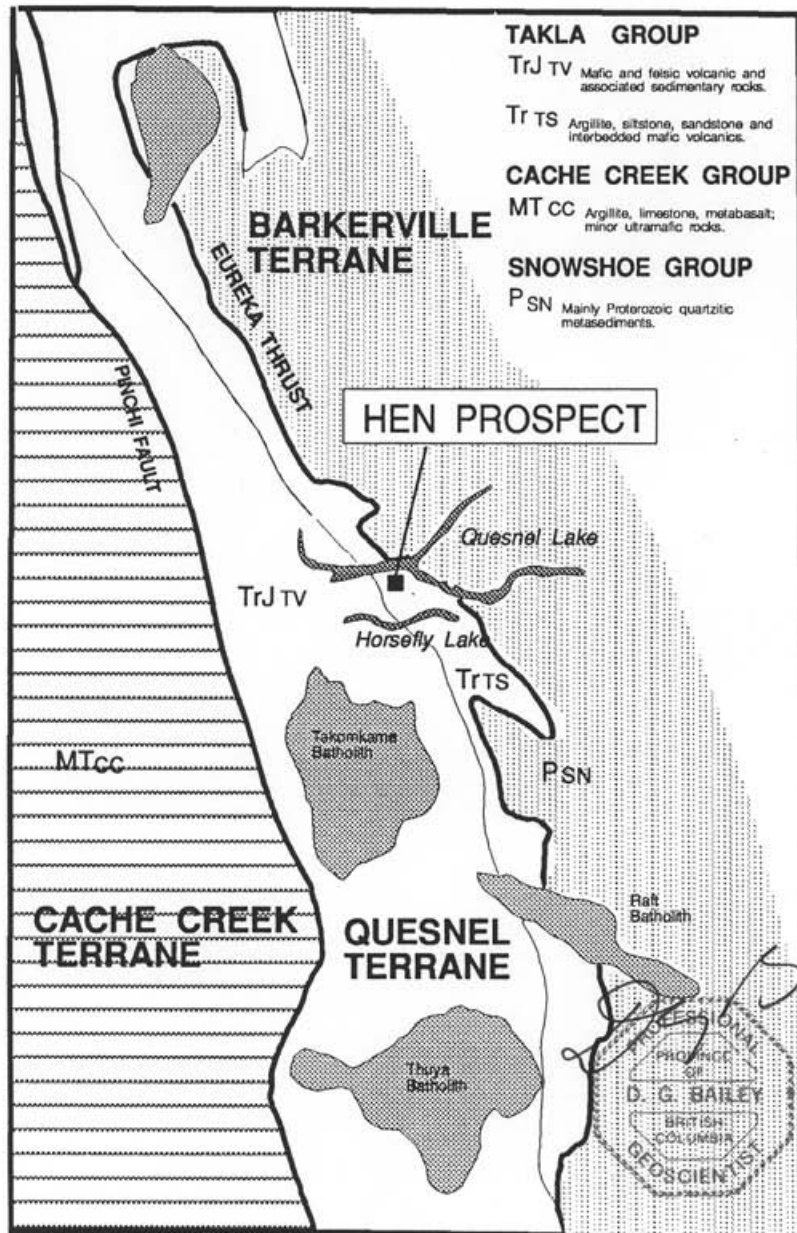 TAKLA GROUP
TrJ TV Mafic and felsic volcanic and
associated sedimentary rocks.
Tr TS Argillite, siltstone, sandstone and
interbedded mafic volcanics.
CACHE CREEK GROUP
MT CC Argillite, limestone, metabasalt;
minor ultramafic rocks.
SNOWSHOE GROUP
P SN Mainly Proterozoic quartzitic
metasediments.
BARKERVILLE
TERRANE
EUREKA THRUST
PINCHI FAULT
HEN PROSPECT
Quesnel Lake
TrJ TV
Horsefly Lake
Tr TS
Takomkane
Batholith
MT CC
P SN
CACHE CREEK
TERRANE
QUESNEL
TERRANE
Raft
Batholith
Thuya
Batholith
PROFESSIONAL
PROVINCE
OF
D. G. BAILEY
BRITISH
COLUMBIA
GEOSCIENTIST